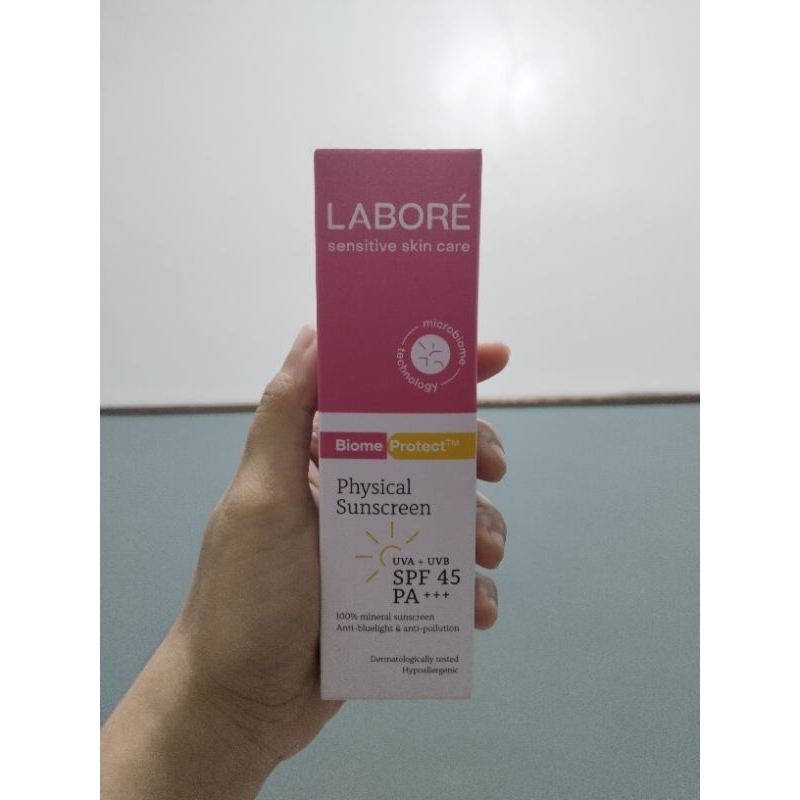 LABORÉ
sensitive skin care
microbiome
technology
Biome Protect™
Physical
Sunscreen
UVA + UVB
SPF 45
PA +++
100% mineral sunscreen
Anti-bluelight & anti-pollution
Dermatologically tested
Hypoallergenic